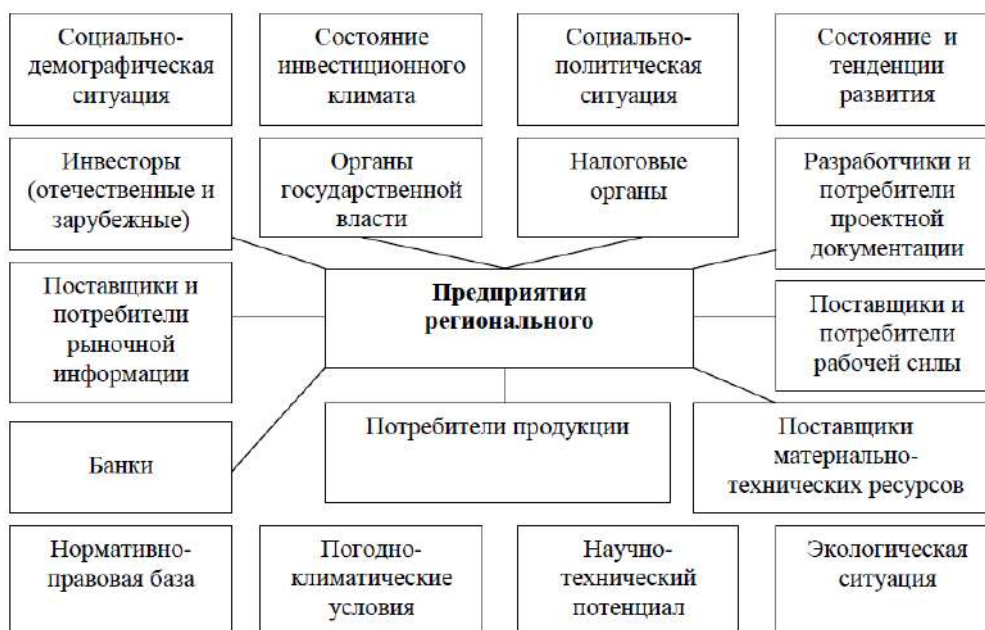 Социально-
демографическая
ситуация
Состояние
инвестиционного
климата
Социально-
политическая
ситуация
Состояние и
тенденции
развития
Инвесторы
(отечественные и
зарубежные)
Органы
государственной
власти
Налоговые
органы
Разработчики и
потребители
проектной
документации
Поставщики и
потребители
рыночной
информации
Предприятия
регионального
Поставщики и
потребители
рабочей силы
Банки
Потребители продукции
Поставщики
материально-
технических ресурсов
Нормативно-
правовая база
Погодно-
климатические
условия
Научно-
технический
потенциал
Экологическая
ситуация